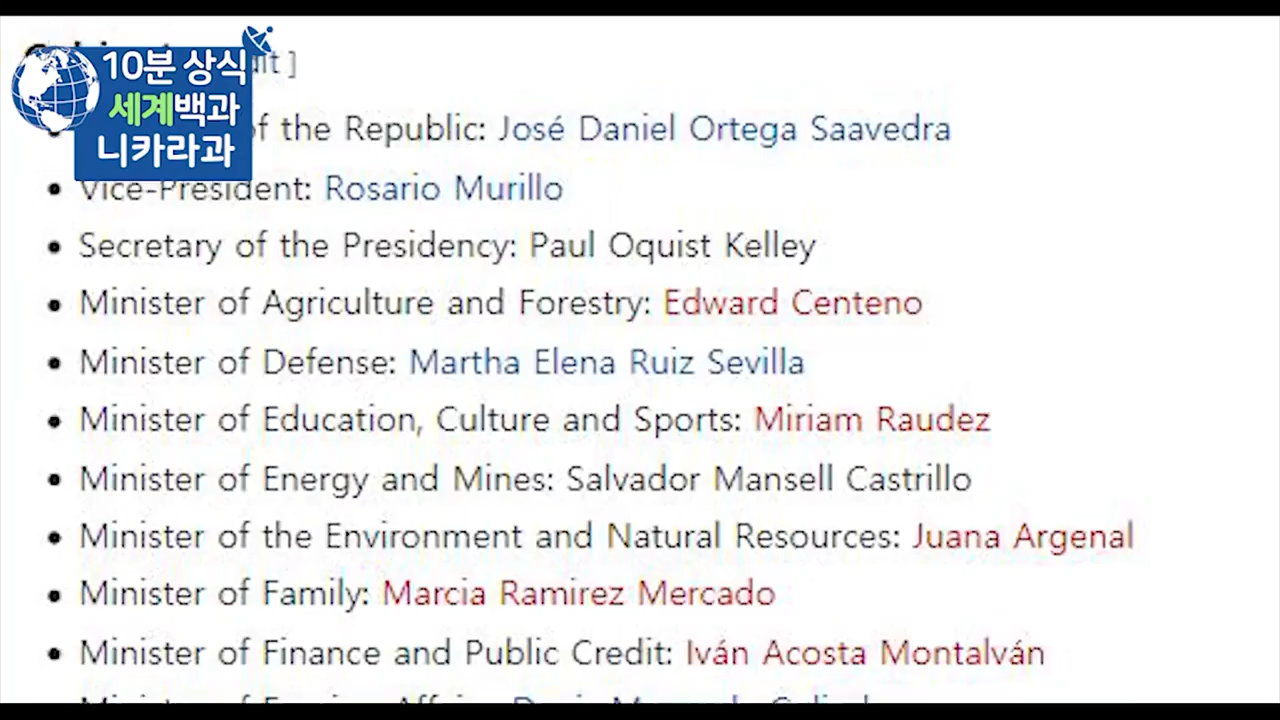 10분 상식
세계백과
니카라과
of the Republic: José Daniel Ortega Saavedra
Vice-President: Rosario Murillo
Secretary of the Presidency: Paul Oquist Kelley
Minister of Agriculture and Forestry: Edward Centeno
Minister of Defense: Martha Elena Ruiz Sevilla
Minister of Education, Culture and Sports: Miriam Raudez
Minister of Energy and Mines: Salvador Mansell Castrillo
Minister of the Environment and Natural Resources: Juana Argenal
Minister of Family: Marcia Ramirez Mercado
Minister of Finance and Public Credit: Iván Acosta Montalván